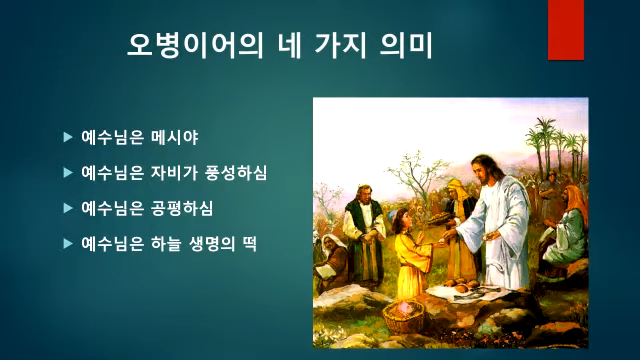 오병이어의 네 가지 의미
예수님은 메시야
예수님은 자비가 풍성하심
예수님은 공평하심
예수님은 하늘 생명의 떡